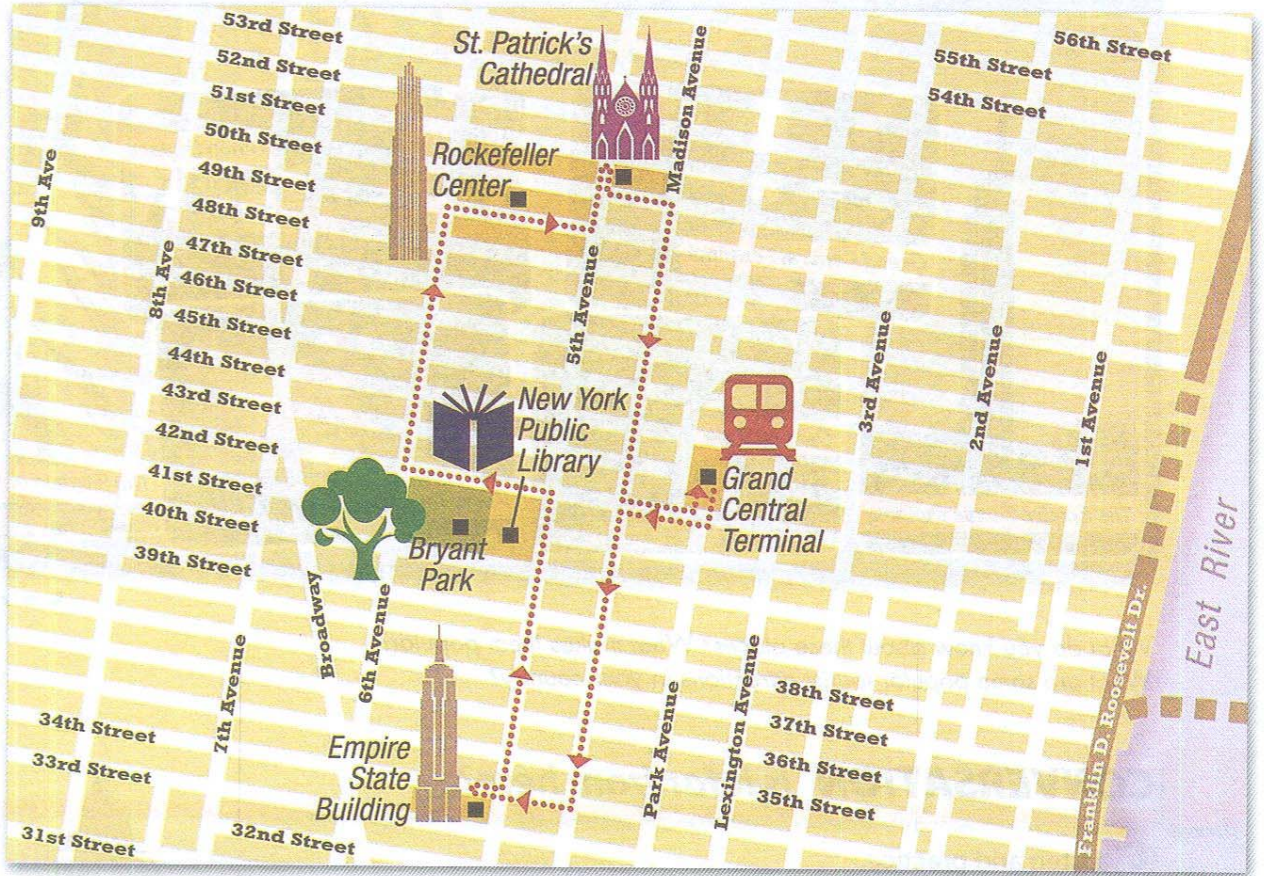 53rd Street
52nd Street
51st Street
50th Street
49th Street
48th Street
47th Street
46th Street
45th Street
44th Street
43rd Street
42nd Street
41st Street
40th Street
39th Street
34th Street
33rd Street
31st Street
32nd Street
56th Street
55th Street
54th Street
38th Street
37th Street
36th Street
35th Street
9th Ave
8th Ave
7th Avenue
Broadway
6th Avenue
5th Avenue
Madison Avenue
Park Avenue
Lexington Avenue
3rd Avenue
2nd Avenue
1st Avenue
Franklin D. Roosevelt Dr.
East River
St. Patrick's
Cathedral
Rockefeller
Center
New York
Public
Library
Bryant
Park
Grand
Central
Terminal
Empire
State
Building